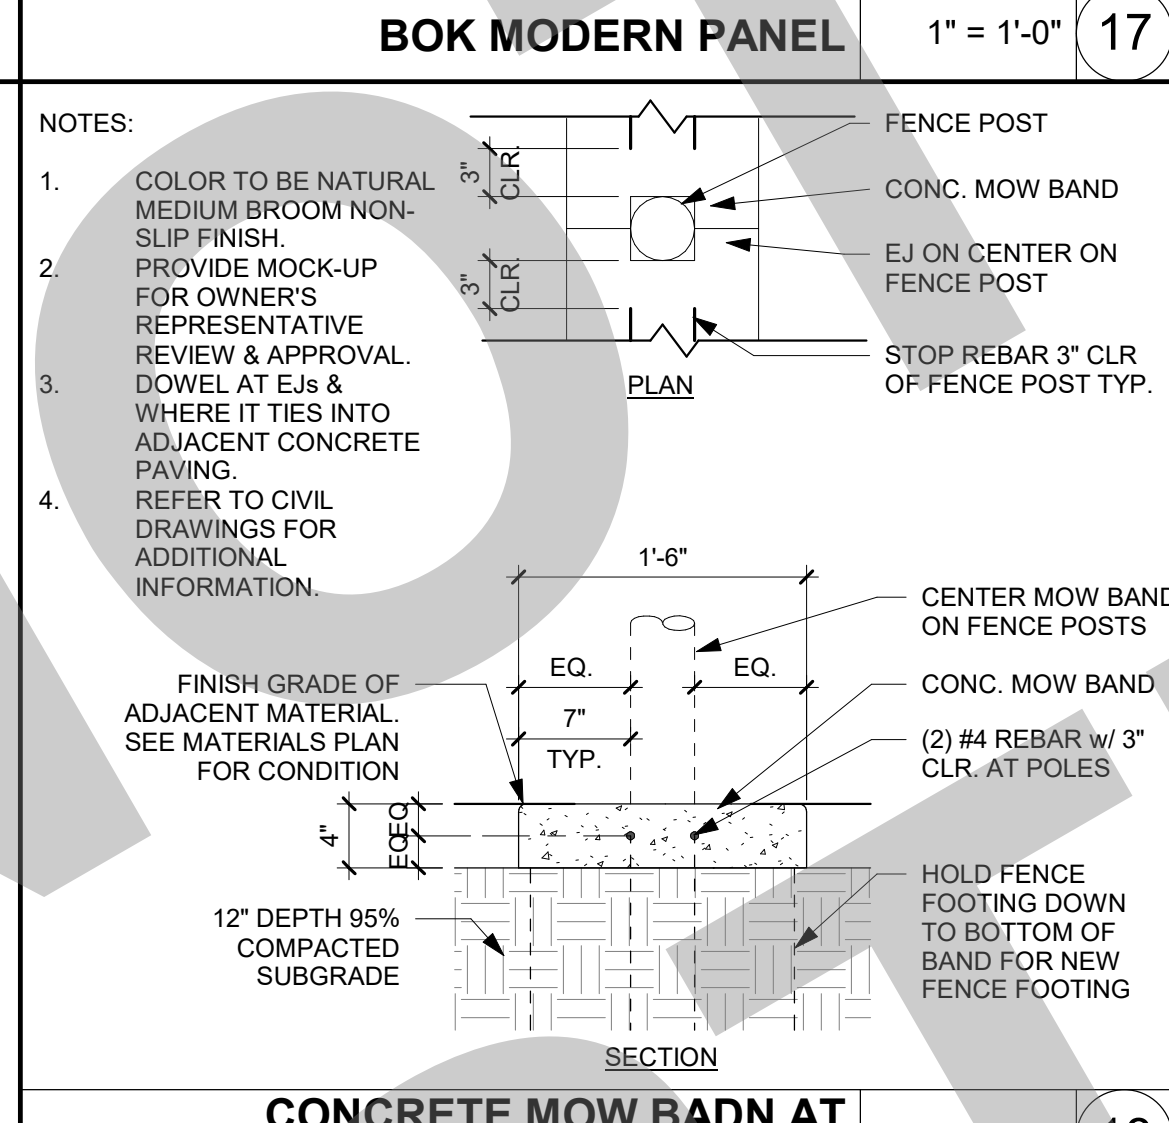 BOK MODERN PANEL
1" = 1'-0"
17
NOTES:
1. COLOR TO BE NATURAL
MEDIUM BROOM NON-
SLIP FINISH.
2. PROVIDE MOCK-UP
FOR OWNER'S
REPRESENTATIVE
REVIEW & APPROVAL.
3. DOWEL AT EJs &
WHERE IT TIES INTO
ADJACENT CONCRETE
PAVING.
4. REFER TO CIVIL
DRAWINGS FOR
ADDITIONAL
INFORMATION.
3"
CLR.
3"
CLR.
FENCE POST
CONC. MOW BAND
EJ ON CENTER ON
FENCE POST
STOP REBAR 3" CLR
OF FENCE POST TYP.
PLAN
1'-6"
EQ.
EQ.
7"
TYP.
CENTER MOW BAND
ON FENCE POSTS
FINISH GRADE OF
ADJACENT MATERIAL.
SEE MATERIALS PLAN
FOR CONDITION
CONC. MOW BAND
(2) #4 REBAR w/ 3"
CLR. AT POLES
4"
EQ
EQ
12" DEPTH 95%
COMPACTED
SUBGRADE
HOLD FENCE
FOOTING DOWN
TO BOTTOM OF
BAND FOR NEW
FENCE FOOTING
SECTION
CONCRETE MOW BADN AT